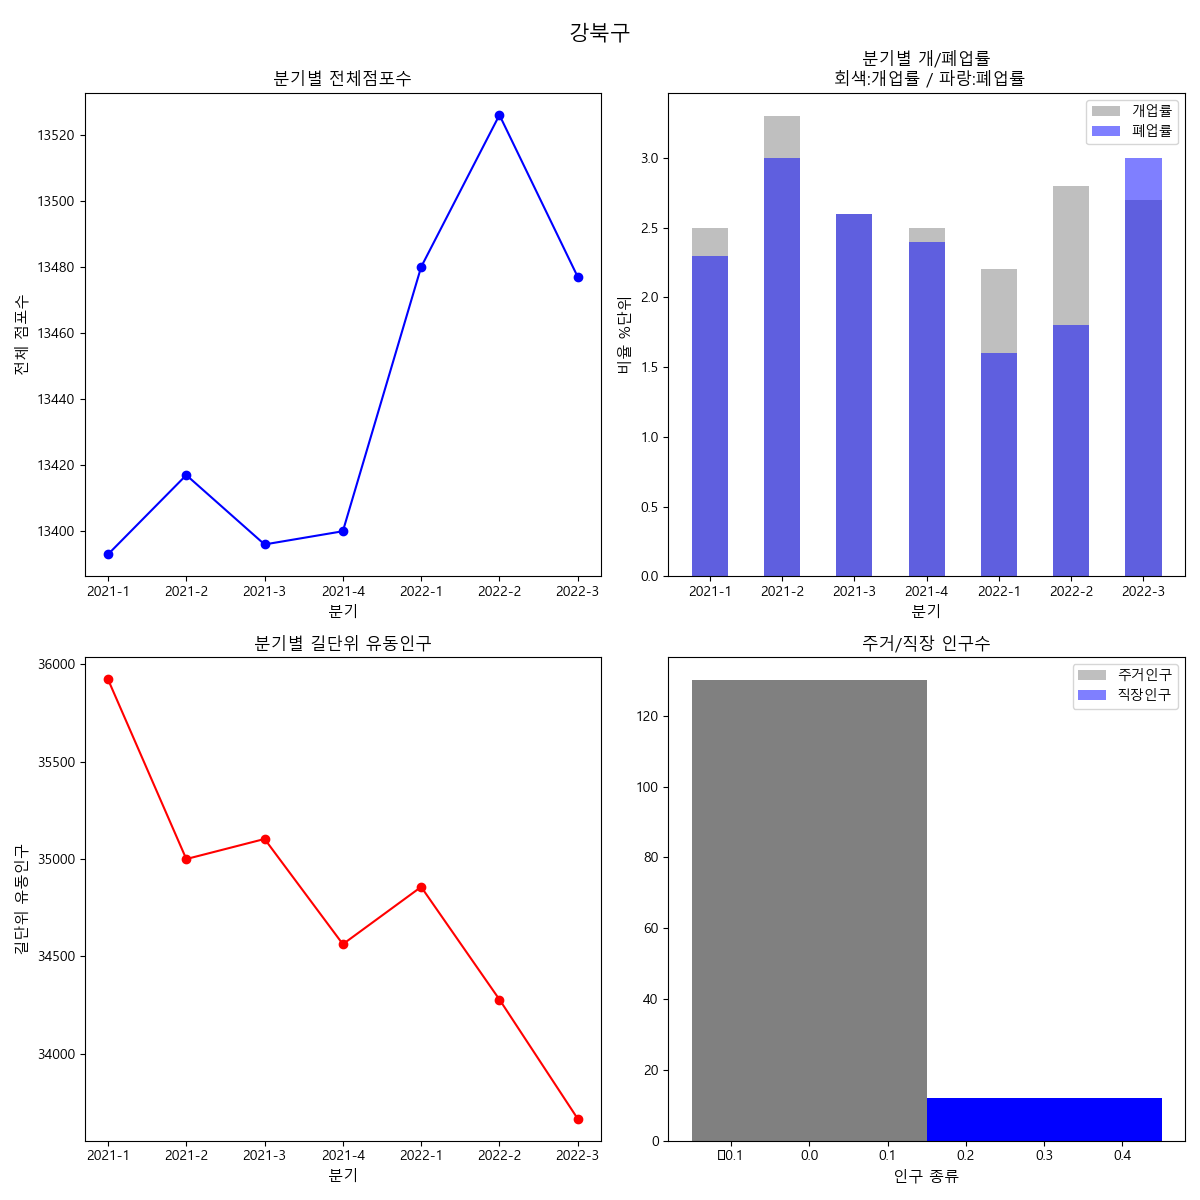 강북구
분기별 전체점포수
전체 점포수
13520
13500
13480
13460
13440
13420
13400
2021-1 2021-2 2021-3 2021-4 2022-1 2022-2 2022-3
분기
분기별 개/폐업률
회색:개업률 / 파랑:폐업률
개업률
폐업률
비율 %단위
3.0
2.5
2.0
1.5
1.0
0.5
0.0
2021-1 2021-2 2021-3 2021-4 2022-1 2022-2 2022-3
분기
분기별 길단위 유동인구
길단위 유동인구
36000
35500
35000
34500
34000
2021-1 2021-2 2021-3 2021-4 2022-1 2022-2 2022-3
분기
주거/직장 인구수
주거인구
직장인구
120
100
80
60
40
20
0
▯0.1 0.0 0.1 0.2 0.3 0.4
인구 종류